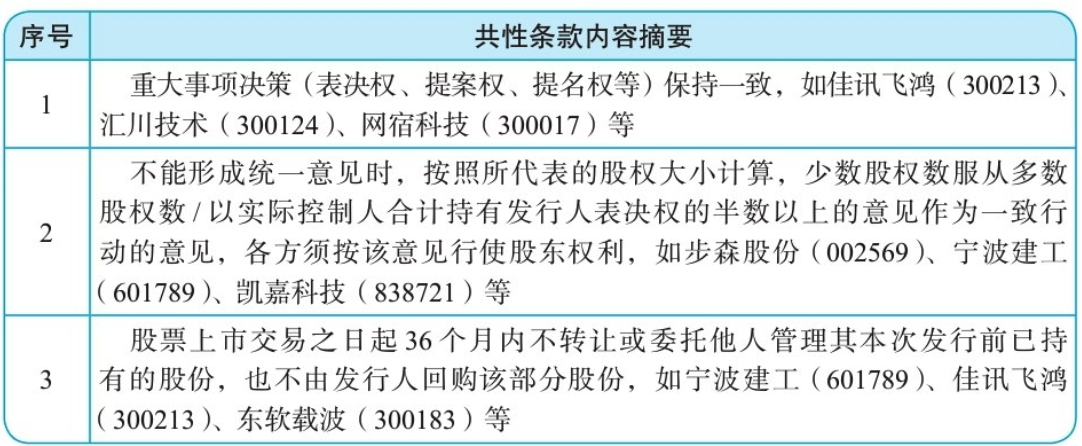 序号 共性条款内容摘要
1 重大事项决策（表决权、提案权、提名权等）保持一致，如佳讯飞鸿（300213）、
汇川技术（300124）、网宿科技（300017）等
不能形成统一意见时，按照所代表的股权大小计算，少数股权数服从多数
2 股权数/以实际控制人合计持有发行人表决权的半数以上的意见作为一致行
动的意见，各方须按该意见行使股东权利，如步森股份（002569）、宁波建工
（601789）、凯嘉科技（838721）等
股票上市交易之日起36个月内不转让或委托他人管理其本次发行前已持
3 有的股份，也不由发行人回购该部分股份，如宁波建工（601789）、佳讯飞鸿
（300213）、东软载波（300183）等